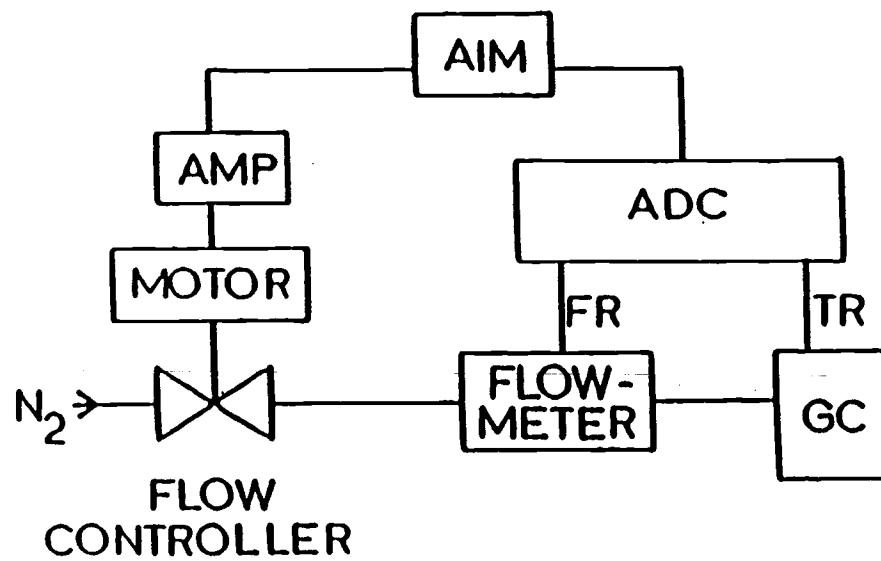 AIM
AMP
ADC
MOTOR
FR
TR
N2
FLOW-
METER
GC
FLOW
CONTROLLER